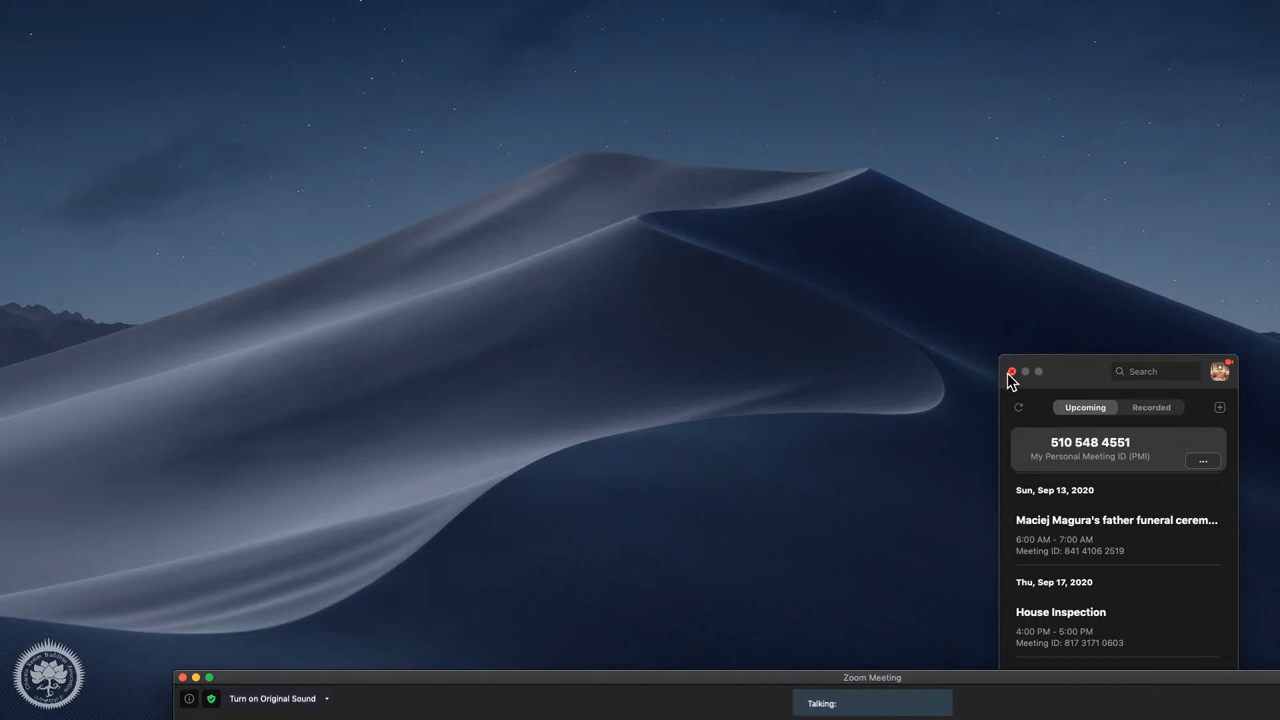 Search
Upcoming
Recorded
510 548 4551
My Personal Meeting ID (PMI)
...
Sun, Sep 13, 2020
Maciej Magura's father funeral cerem...
6:00 AM - 7:00 AM
Meeting ID: 841 4106 2519
Thu, Sep 17, 2020
House Inspection
4:00 PM - 5:00 PM
Meeting ID: 817 3171 0603
Zoom Meeting
Turn on Original Sound
Talking: